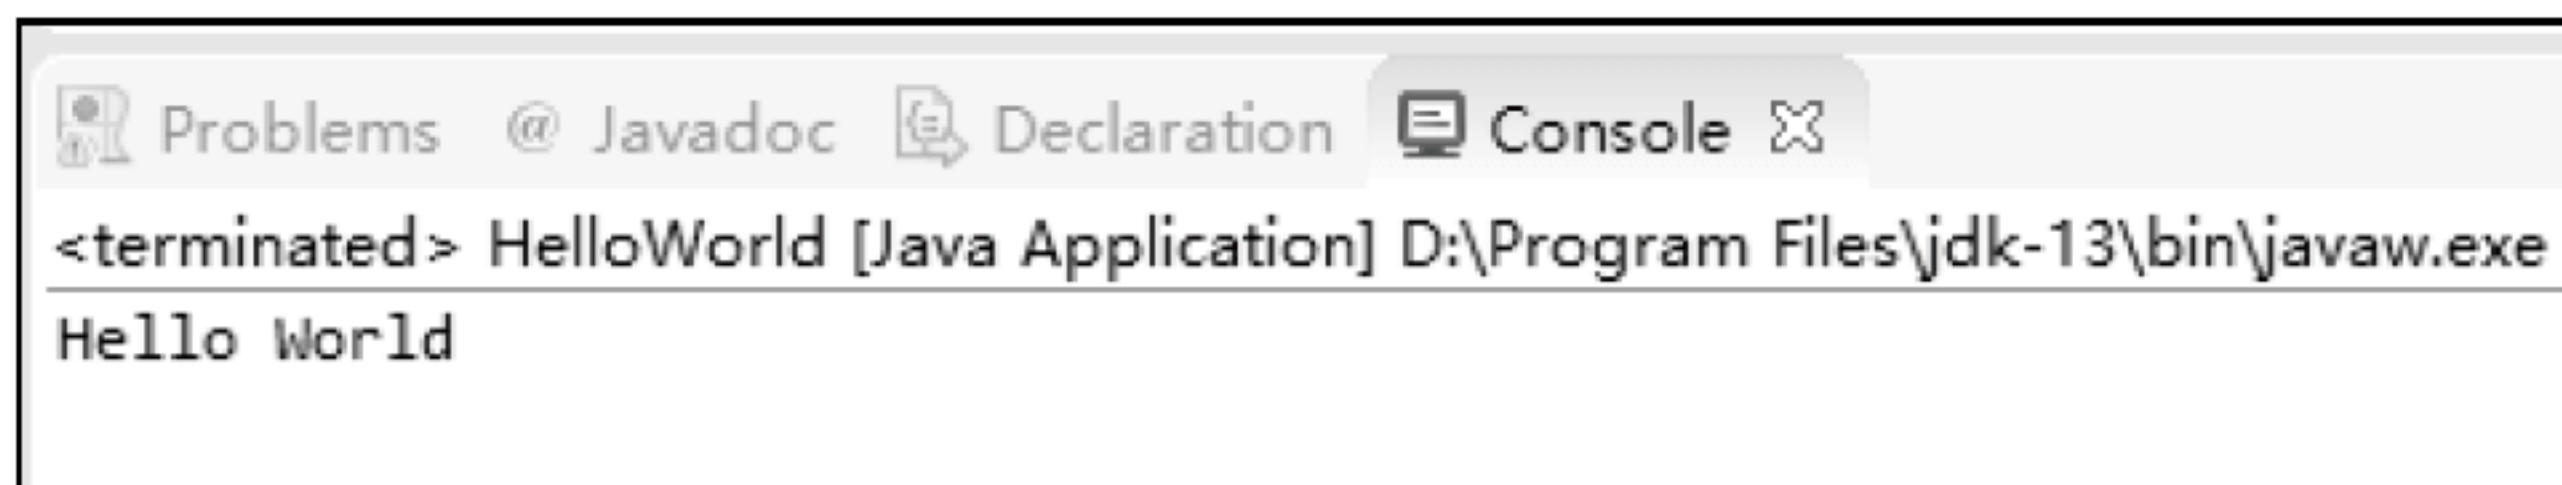 Problems @ Javadoc Declaration Console
<terminated> HelloWorld [Java Application] D:\Program Files\jdk-13\bin\javaw.exe
Hello World